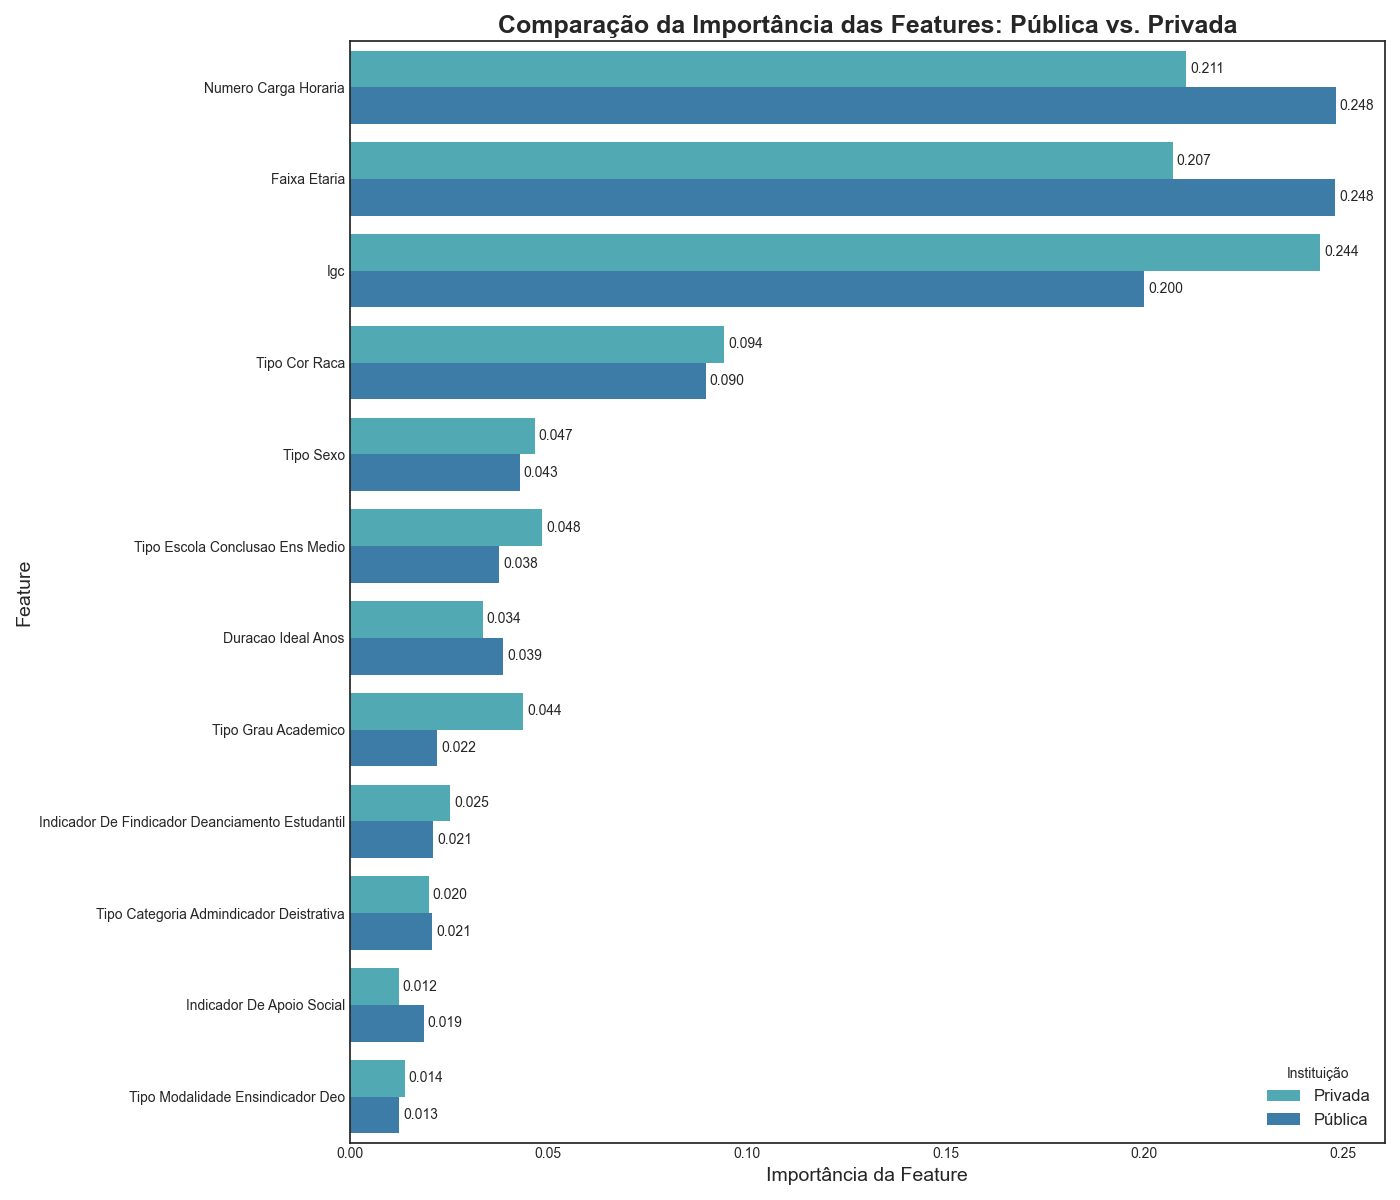 Comparação da Importância das Features: Pública vs. Privada
Numero Carga Horaria
0.211
0.248
Faixa Etaria
0.207
0.248
Igc
0.244
0.200
Tipo Cor Raca
0.094
0.090
Tipo Sexo
0.047
0.043
Tipo Escola Conclusao Ens Medio
0.048
0.038
Duracao Ideal Anos
0.034
0.039
Tipo Grau Academico
0.044
0.022
Indicador De Findicador Deanciamento Estudantil
0.025
0.021
Tipo Categoria Admindicador Deistrativa
0.020
0.021
Indicador De Apoio Social
0.012
0.019
Tipo Modalidade Ensindicador Deo
0.014
0.013
Feature
Instituição
Privada
Pública
0.00 0.05 0.10 0.15 0.20 0.25
Importância da Feature